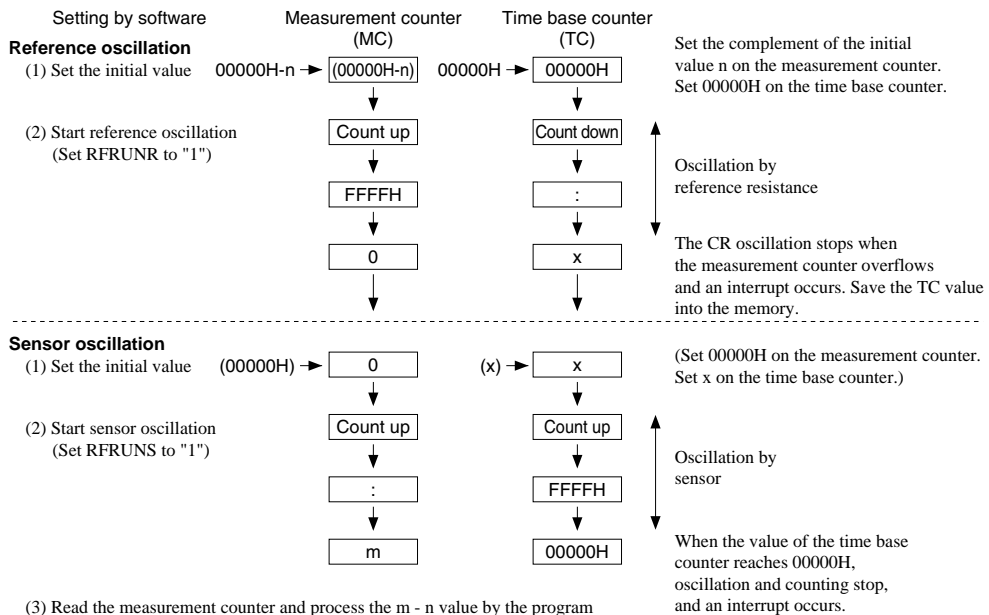 Setting by software
Measurement counter
(MC)
Time base counter
(TC)
Reference oscillation
(1) Set the initial value
00000H-n
(00000H-n)
00000H
00000H
Set the complement of the initial
value n on the measurement counter.
Set 00000H on the time base counter.
(2) Start reference oscillation
(Set RFRUNR to "1")
Count up
Count down
FFFFH
:
Oscillation by
reference resistance
0
x
The CR oscillation stops when
the measurement counter overflows
and an interrupt occurs. Save the TC value
into the memory.
Sensor oscillation
(1) Set the initial value
(00000H)
0
(x)
x
(Set 00000H on the measurement counter.
Set x on the time base counter.)
(2) Start sensor oscillation
(Set RFRUNS to "1")
Count up
Count up
:
FFFFH
Oscillation by
sensor
m
00000H
When the value of the time base
counter reaches 00000H,
oscillation and counting stop,
and an interrupt occurs.
(3) Read the measurement counter and process the m - n value by the program